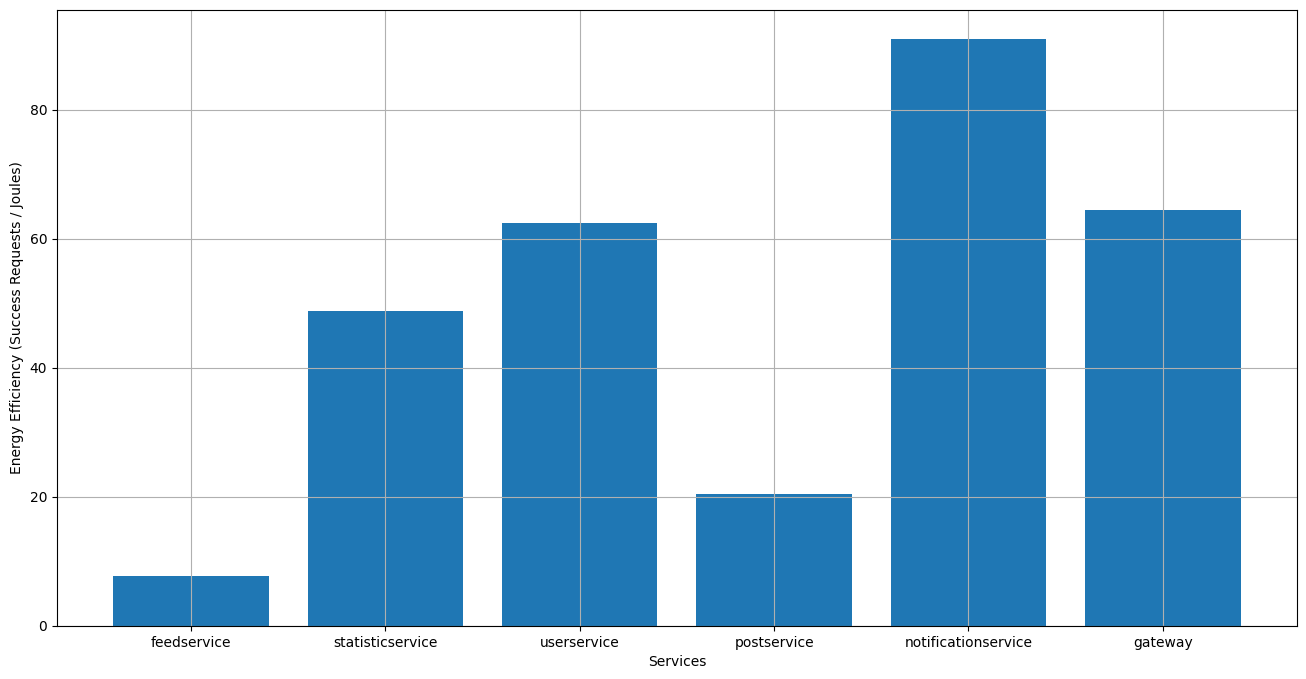 Energy Efficiency (Success Requests / Joules)
80
60
40
20
0
feedservice statisticservice userservice postservice notificationservice gateway
Services